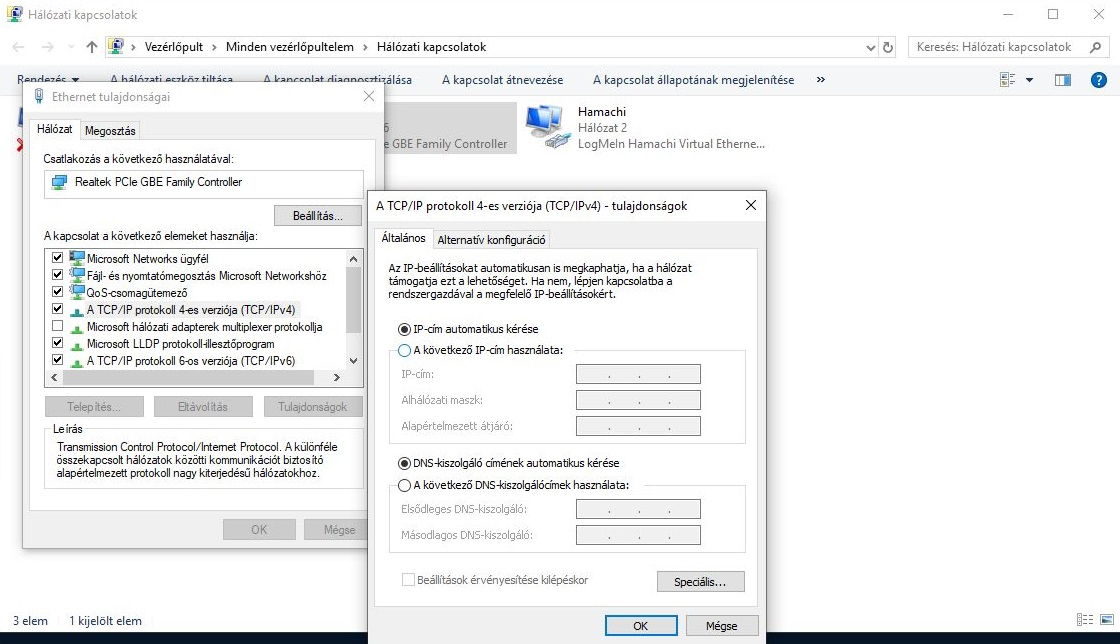 Hálózati kapcsolatok
Vezérlőpult
Minden vezérlőpultelem
Hálózati kapcsolatok
Keresés: Hálózati kapcsolatok
Rendezés
A hálózati eszköz tiltása
A kapcsolat diagnosztizálása
A kapcsolat átnevezése
A kapcsolat állapotának megjelenítése
»
?
6
e GBE Family Controller
Hamachi
Hálózat 2
LogMeIn Hamachi Virtual Etherne...
Ethernet tulajdonságai
Hálózat
Megosztás
Csatlakozás a következő használatával:
Realtek PCIe GBE Family Controller
Beállítás...
A kapcsolat a következő elemeket használja:
Microsoft Networks ügyfél
Fájl- és nyomtatómegosztás Microsoft Networkshöz
QoS-csomagütemező
A TCP/IP protokoll 4-es verziója (TCP/IPv4)
Microsoft hálózati adapterek multiplexer protokollja
Microsoft LLDP protokoll-illesztőprogram
A TCP/IP protokoll 6-os verziója (TCP/IPv6)
Telepítés...
Eltávolítás
Tulajdonságok
Leírás
Transmission Control Protocol/Internet Protocol. A különféle
összekapcsolt hálózatok közötti kommunikációt biztosító
alapértelmezett protokoll nagy kiterjedésű hálózatokhoz.
OK
Mégse
A TCP/IP protokoll 4-es verziója (TCP/IPv4) - tulajdonságok
Általános
Alternatív konfiguráció
Az IP-beállításokat automatikusan is megkaphatja, ha a hálózat
támogatja ezt a lehetőséget. Ha nem, lépjen kapcsolatba a
rendszergazdával a megfelelő IP-beállításokért.
IP-cím automatikus kérése
A következő IP-cím használata:
IP-cím:
Alhálózati maszk:
Alapértelmezett átjáró:
DNS-kiszolgáló címének automatikus kérése
A következő DNS-kiszolgálócímek használata:
Elsődleges DNS-kiszolgáló:
Másodlagos DNS-kiszolgáló:
Beállítások érvényesítése kilépéskor
Speciális...
OK
Mégse
3 elem
1 kijelölt elem